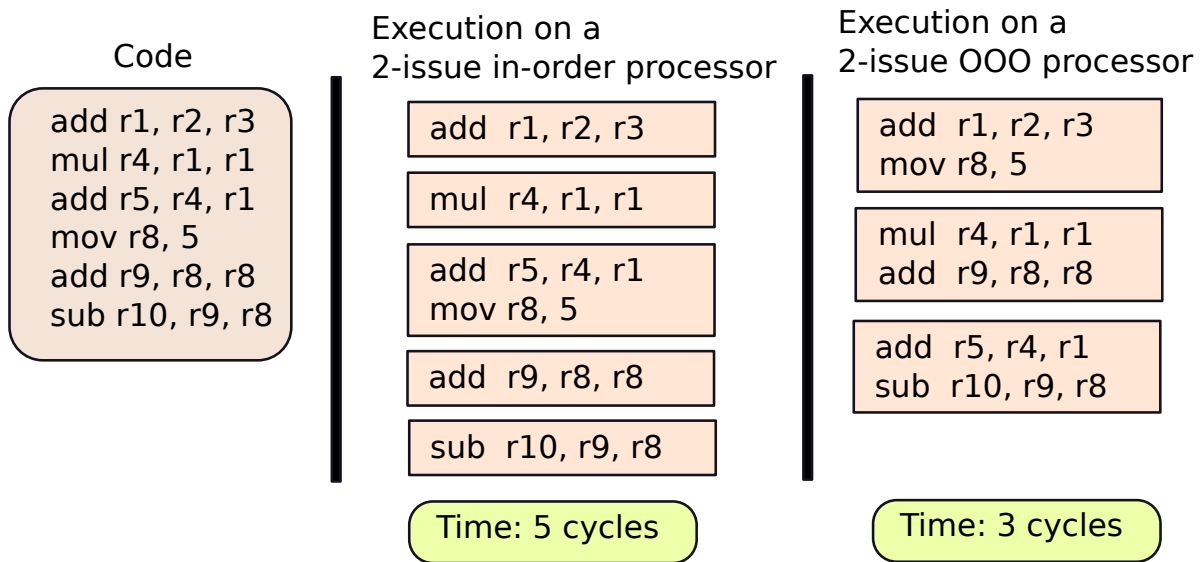 Code
add r1, r2, r3
mul r4, r1, r1
add r5, r4, r1
mov r8, 5
add r9, r8, r8
sub r10, r9, r8
Execution on a
2-issue in-order processor
add r1, r2, r3
mul r4, r1, r1
add r5, r4, r1
mov r8, 5
add r9, r8, r8
sub r10, r9, r8
Time: 5 cycles
Execution on a
2-issue OOO processor
add r1, r2, r3
mov r8, 5
mul r4, r1, r1
add r9, r8, r8
add r5, r4, r1
sub r10, r9, r8
Time: 3 cycles